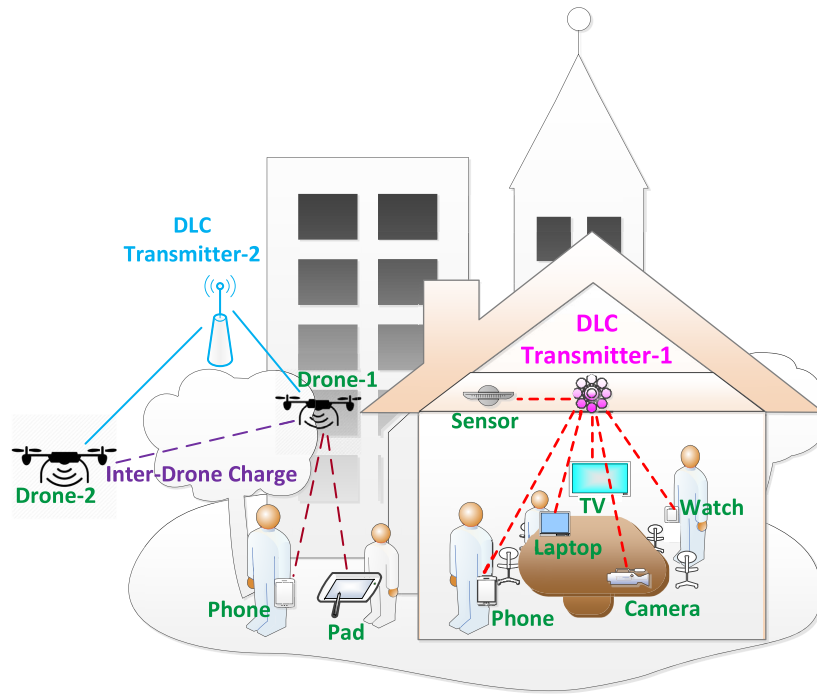 DLC
Transmitter-2
DLC
Transmitter-1
Drone-1
Sensor
Inter-Drone Charge
Drone-2
TV
Watch
Laptop
Phone
Pad
Phone
Camera